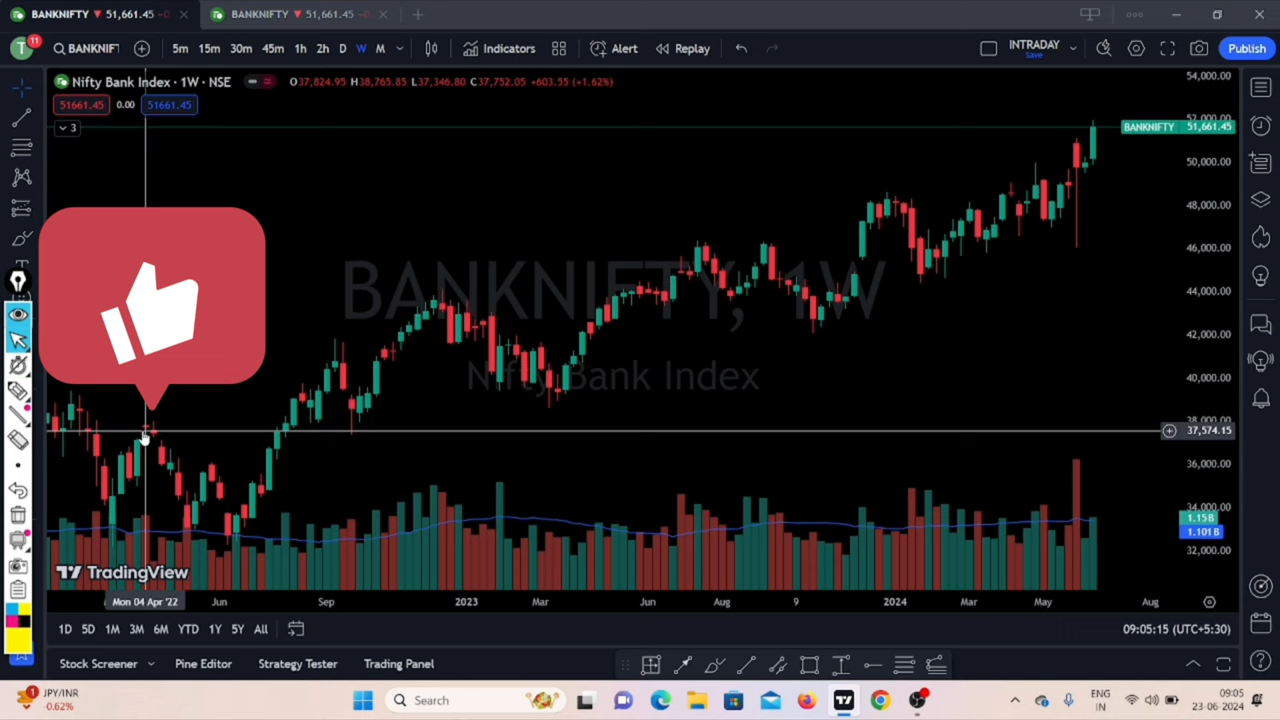 BANKNIFTY ▼ 51,661.45
BANKNIFTY ▼ 51,661.45
11
BANKNIF
5m 15m 30m 45m 1h 2h D W M
Indicators
Alert
Replay
INTRADAY
Save
Publish
Nifty Bank Index · 1W · NSE
O37,824.95 H38,765.85 L37,346.80 C37,752.05 +603.55 (+1.62%)
51661.45 0.00 51661.45
3
BANKNIFTY, 1W
Nifty Bank Index
54,000.00
52,000.00
BANKNIFTY 51,661.45
50,000.00
48,000.00
46,000.00
44,000.00
42,000.00
40,000.00
38,000.00
37,574.15
36,000.00
34,000.00
1.15B
1.101B
32,000.00
TradingView
Mon 04 Apr '22 Jun Sep 2023 Mar Jun Aug 9 2024 Mar May Aug
1D 5D 1M 3M 6M YTD 1Y 5Y All
09:05:15 (UTC+5:30)
Stock Screener Pine Editor Strategy Tester Trading Panel
1
JPY/INR
-0.62%
Search
ENG
IN
09:05
23-06-2024